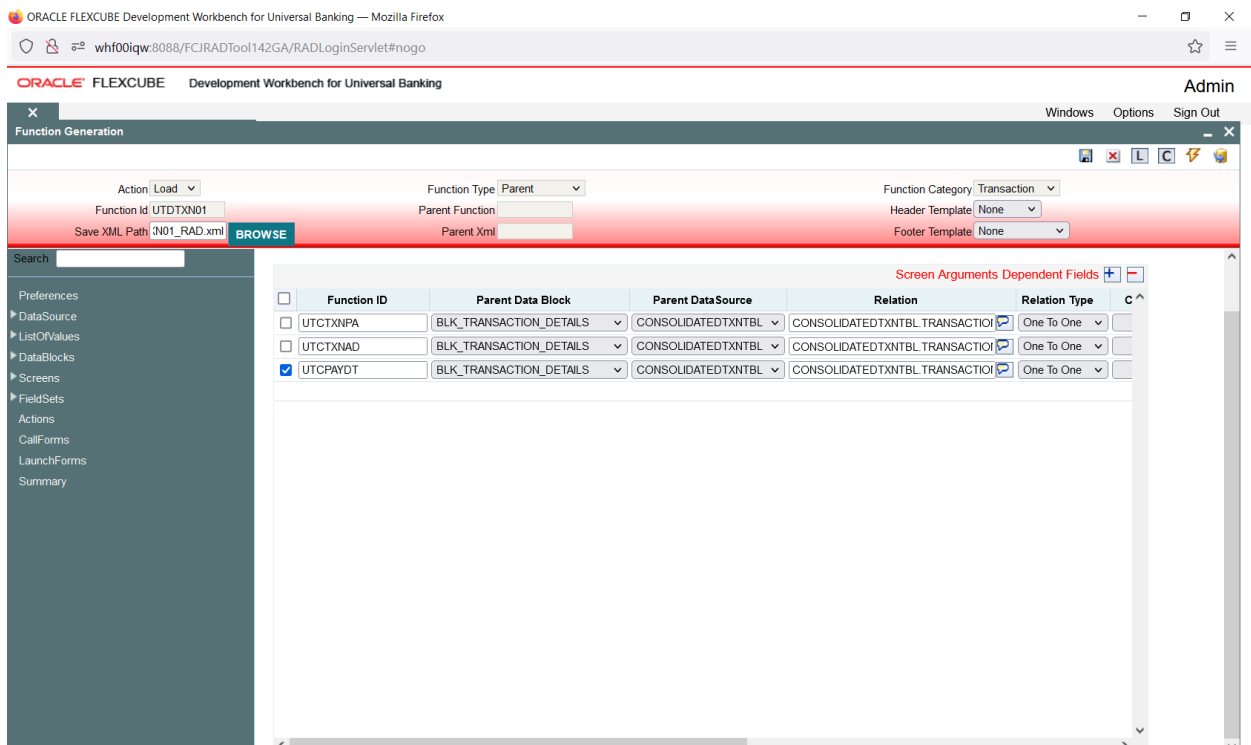 ORACLE FLEXCUBE Development Workbench for Universal Banking — Mozilla Firefox
whf00iqw:8088/FCJRADTool142GA/RADLoginServlet#nogo
ORACLE FLEXCUBE Development Workbench for Universal Banking Admin
X Windows Options Sign Out
Function Generation
L C
Action Load Function Type Parent Function Category Transaction
Function Id UTDTXN01 Parent Function Header Template None
Save XML Path N01_RAD.xml BROWSE Parent Xml Footer Template None
Search
Screen Arguments Dependent Fields
Function ID Parent Data Block Parent DataSource Relation Relation Type C
UTCTXNPA BLK_TRANSACTION_DETAILS CONSOLIDATEDTXNTBL CONSOLIDATEDTXNTBL.TRANSACTIO One To One
UTCTXNAD BLK_TRANSACTION_DETAILS CONSOLIDATEDTXNTBL CONSOLIDATEDTXNTBL.TRANSACTIO One To One
UTCPAYDT BLK_TRANSACTION_DETAILS CONSOLIDATEDTXNTBL CONSOLIDATEDTXNTBL.TRANSACTIO One To One
Preferences
DataSource
ListOfValues
DataBlocks
Screens
FieldSets
Actions
CallForms
LaunchForms
Summary